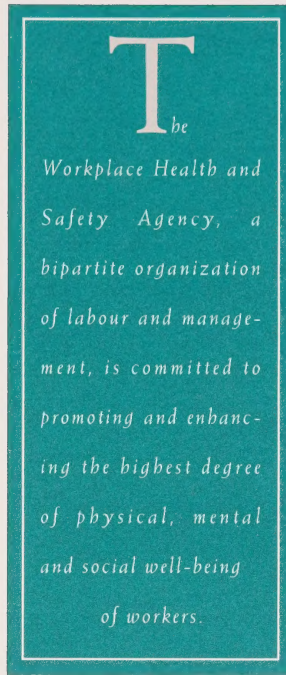 The
Workplace Health and
Safety Agency, a
bipartite organization
of labour and manage-
ment, is committed to
promoting and enhanc-
ing the highest degree
of physical, mental
and social well-being
of workers.